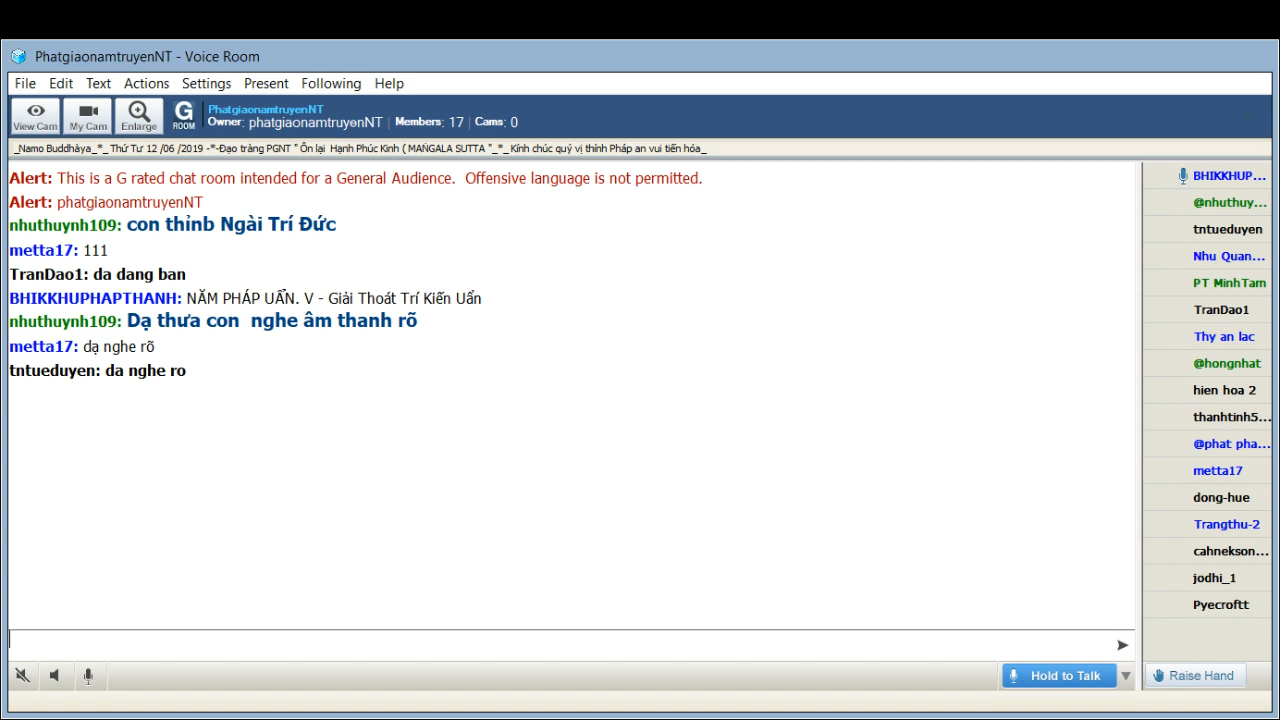 PhatgiaonamtruyenNT - Voice Room
File Edit Text Actions Settings Present Following Help
View Cam My Cam Enlarge G ROOM
PhatgiaonamtruyenNT
Owner: phatgiaonamtruyenNT | Members: 17 | Cams: 0
_Namo Buddhàya_*_ Thứ Tư 12 /06 /2019 -*-Đạo tràng PGNT " Ôn lại Hạnh Phúc Kinh ( MAṄGALA SUTTA "_*_ Kính chúc quý vị thính Pháp an vui tiến hóa_
Alert: This is a G rated chat room intended for a General Audience. Offensive language is not permitted.
Alert: phatgiaonamtruyenNT
nhuthuynh109: con thỉnb Ngài Trí Đức
metta17: 111
TranDao1: da dang ban
BHIKKHUPHAPTHANH: NĂM PHÁP UẨN. V - Giải Thoát Trí Kiến Uẩn
nhuthuynh109: Dạ thưa con nghe âm thanh rõ
metta17: dạ nghe rõ
tntueduyen: da nghe ro
BHIKKHUP...
@nhuthuy...
tntueduyen
Nhu Quan...
PT MinhTam
TranDao1
Thy an lac
@hongnhat
hien hoa 2
thanhtinh5...
@phat pha...
metta17
dong-hue
Trangthu-2
cahnekson...
jodhi_1
Pyecroftt
Hold to Talk
Raise Hand